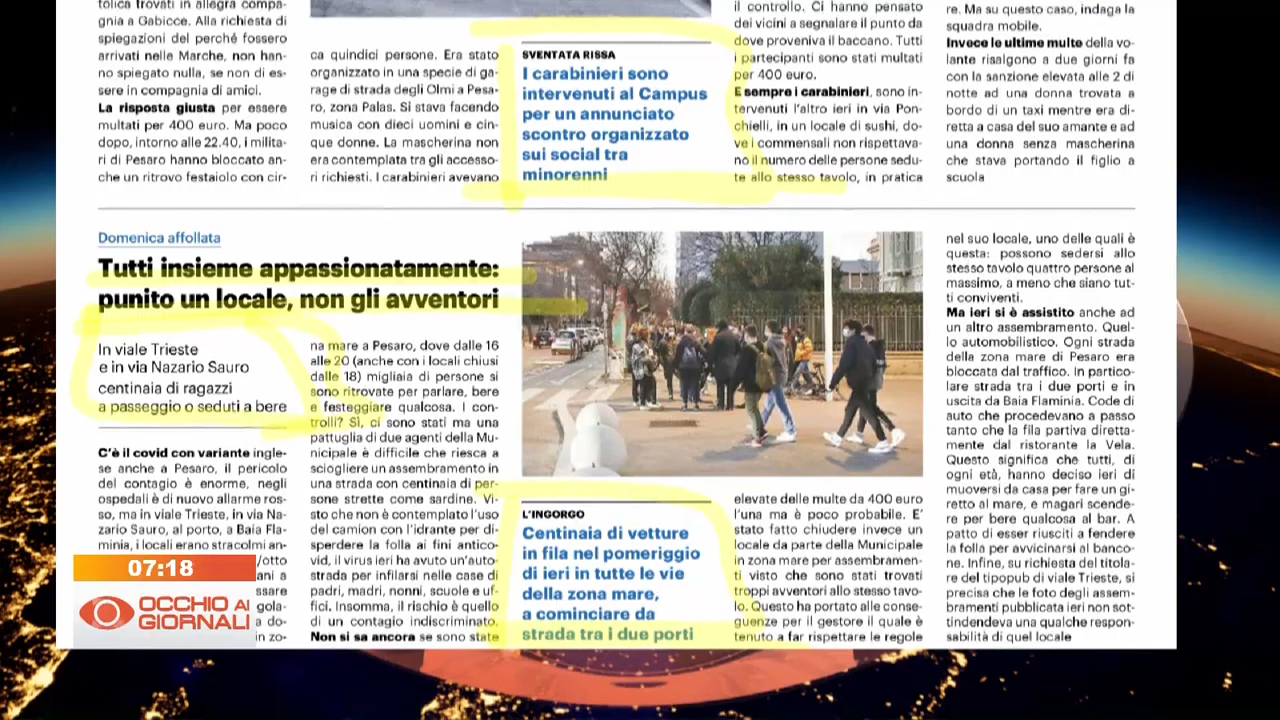 tolica trovati in allegra compa-
gnia a Gabicce. Alla richiesta di
spiegazioni del perché fossero
arrivati nelle Marche, non han-
no spiegato nulla, se non di es-
sere in compagnia di amici.
La risposta giusta per essere
multati per 400 euro. Ma poco
dopo, intorno alle 22.40, i milita-
ri di Pesaro hanno bloccato an-
che un ritrovo festaiolo con cir-
ca quindici persone. Era stato
organizzato in una specie di ga-
rage di strada degli Olmi a Pesa-
ro, zona Palas. Si stava facendo
musica con dieci uomini e cin-
que donne. La mascherina non
era contemplata tra gli accesso-
ri richiesti. I carabinieri avevano
SVENTATA RISSA
I carabinieri sono
intervenuti al Campus
per un annunciato
scontro organizzato
sui social tra
minorenni
il controllo. Ci hanno pensato
dei vicini a segnalare il punto da
dove proveniva il baccano. Tutti
i partecipanti sono stati multati
per 400 euro.
E sempre i carabinieri, sono in-
tervenuti l'altro ieri in via Pon-
chielli, in un locale di sushi, do-
ve i commensali non rispettava-
no il numero delle persone sedu-
te allo stesso tavolo, in pratica
re. Ma su questo caso, indaga la
squadra mobile.
Invece le ultime multe della vo-
lante risalgono a due giorni fa
con la sanzione elevata alle 2 di
notte ad una donna trovata a
bordo di un taxi mentre era di-
retta a casa del suo amante e ad
una donna senza mascherina
che stava portando il figlio a
scuola
Domenica affollata
Tutti insieme appassionatamente:
punito un locale, non gli avventori
In viale Trieste
e in via Nazario Sauro
centinaia di ragazzi
a passeggio o seduti a bere
C'è il covid con variante ingle-
se anche a Pesaro, il pericolo
del contagio è enorme, negli
ospedali è di nuovo allarme ros-
so, ma in viale Trieste, in via Na-
zario Sauro, al porto, a Baia Fla-
minia, i locali erano stracolmi an-
/otto
ani a
ssare
gola-
a do-
in zo-
na mare a Pesaro, dove dalle 16
alle 20 (anche con i locali chiusi
dalle 18) migliaia di persone si
sono ritrovate per parlare, bere
e festeggiare qualcosa. I con-
trolli? Sì, ci sono stati ma una
pattuglia di due agenti della Mu-
nicipale è difficile che riesca a
sciogliere un assembramento in
una strada con centinaia di per-
sone strette come sardine. Vi-
sto che non è contemplato l'uso
del camion con l'idrante per di-
sperdere la folla ai fini antico-
vid, il virus ieri ha avuto un'auto-
strada per infilarsi nelle case di
padri, madri, nonni, scuole e uf-
fici. Insomma, il rischio è quello
di un contagio indiscriminato.
Non si sa ancora se sono state
L'INGORGO
Centinaia di vetture
in fila nel pomeriggio
di ieri in tutte le vie
della zona mare,
a cominciare da
strada tra i due porti
elevate delle multe da 400 euro
l'una ma è poco probabile. E'
stato fatto chiudere invece un
locale da parte della Municipale
in zona mare per assembramen-
ti visto che sono stati trovati
troppi avventori allo stesso tavo-
lo. Questo ha portato alle conse-
guenze per il gestore il quale è
tenuto a far rispettare le regole
nel suo locale, uno delle quali è
questa: possono sedersi allo
stesso tavolo quattro persone al
massimo, a meno che siano tut-
ti conviventi.
Ma ieri si è assistito anche ad
un altro assembramento. Quel-
lo automobilistico. Ogni strada
della zona mare di Pesaro era
bloccata dal traffico. In partico-
lare strada tra i due porti e in
uscita da Baia Flaminia. Code di
auto che procedevano a passo
tanto che la fila partiva diretta-
mente dal ristorante la Vela.
Questo significa che tutti, di
ogni età, hanno deciso ieri di
muoversi da casa per fare un gi-
retto al mare, e magari scende-
re per bere qualcosa al bar. A
patto di esser riusciti a fendere
la folla per avvicinarsi al banco-
ne. Infine, su richiesta del titola-
re del tipopub di viale Trieste, si
precisa che le foto degli assem-
bramenti pubblicata ieri non sot-
tindendeva una qualche respon-
sabilità di quel locale
07:18
OCCHIO AI
GIORNALI